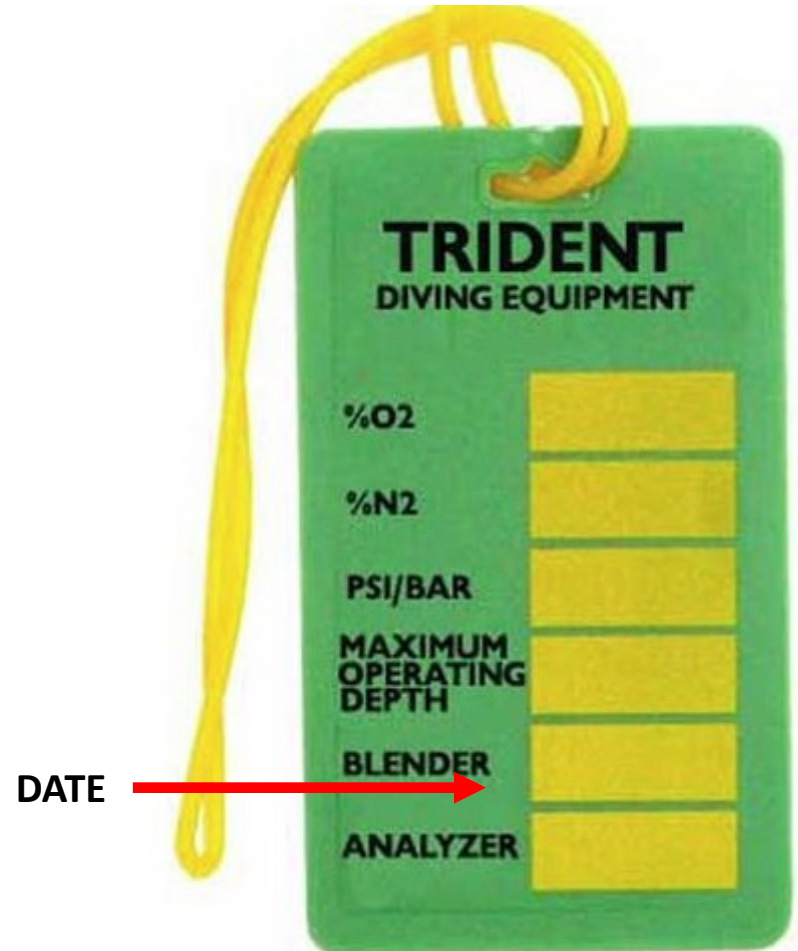 TRIDENT
DIVING EQUIPMENT
%O2
%N2
PSI/BAR
MAXIMUM
OPERATING
DEPTH
BLENDER
DATE
ANALYZER